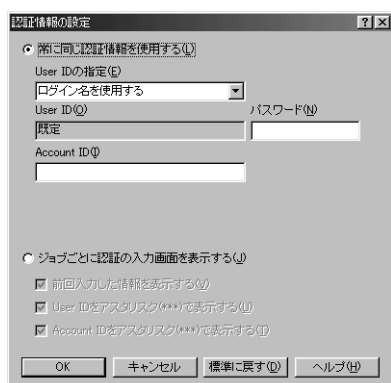 認証情報の設定
常に同じ認証情報を使用する(L)
User IDの指定(E)
ログイン名を使用する
User ID(O) パスワード(N)
既定
Account ID(I)
ジョブごとに認証の入力画面を表示する(J)
前回入力した情報を表示する(V)
User IDをアスタリスク(***)で表示する(U)
Account IDをアスタリスク(***)で表示する(T)
OK キャンセル 標準に戻す(D) ヘルプ(H)